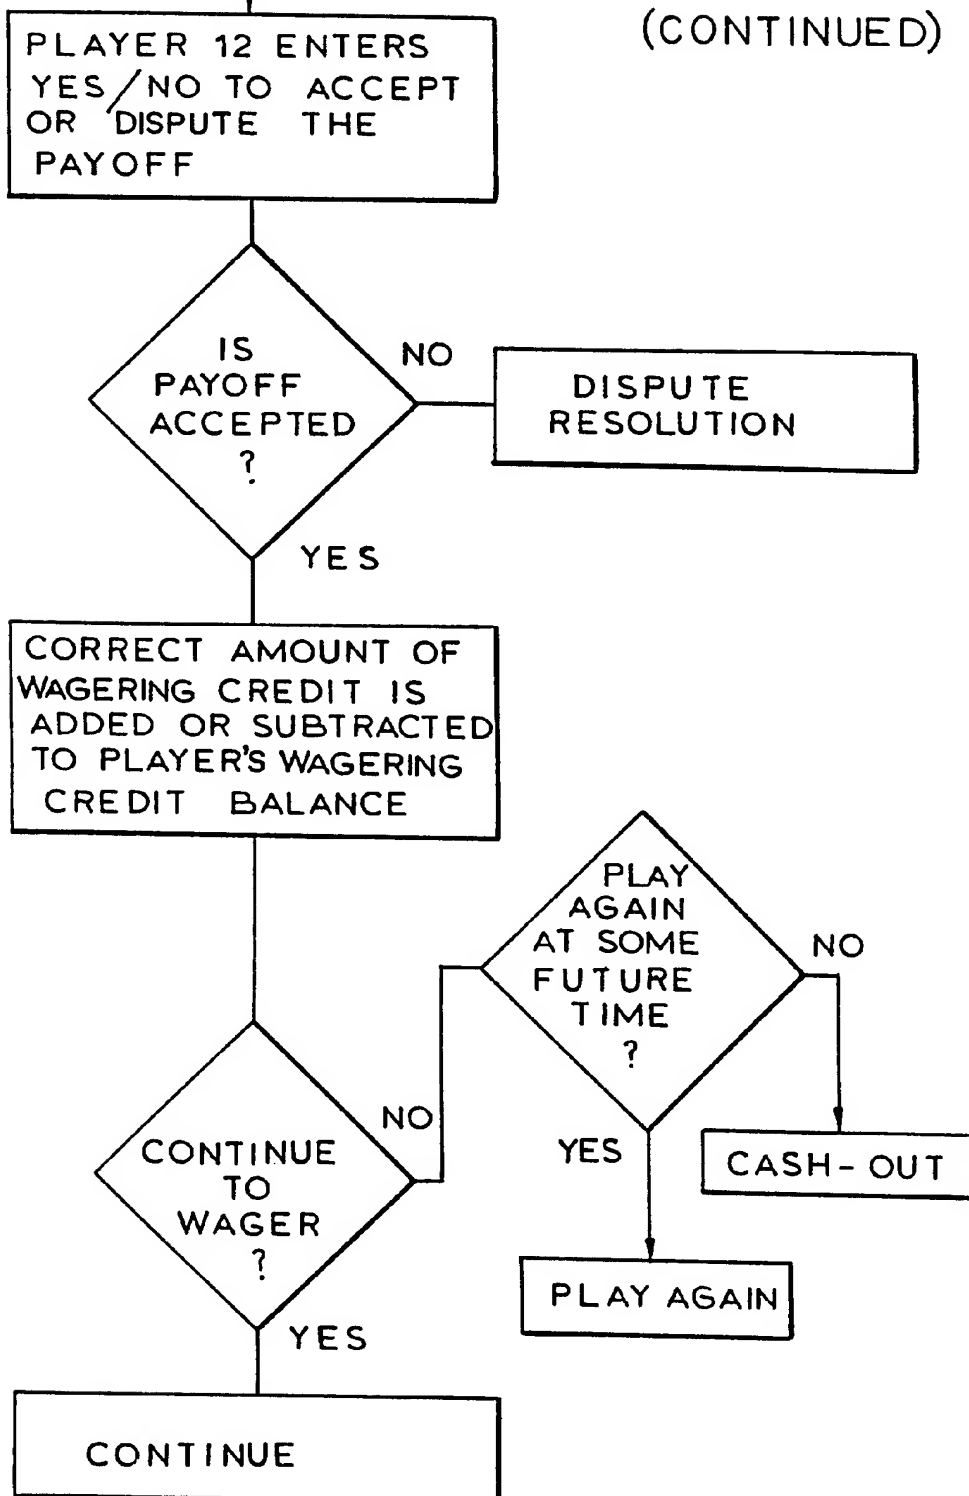 (CONTINUED)
PLAYER 12 ENTERS
YES/NO TO ACCEPT
OR DISPUTE THE
PAYOFF
IS
PAYOFF
ACCEPTED
?
NO
DISPUTE
RESOLUTION
YES
CORRECT AMOUNT OF
WAGERING CREDIT IS
ADDED OR SUBTRACTED
TO PLAYER'S WAGERING
CREDIT BALANCE
CONTINUE
TO
WAGER
?
NO
PLAY
AGAIN
AT SOME
FUTURE
TIME
?
NO
CASH-OUT
YES
PLAY AGAIN
YES
CONTINUE